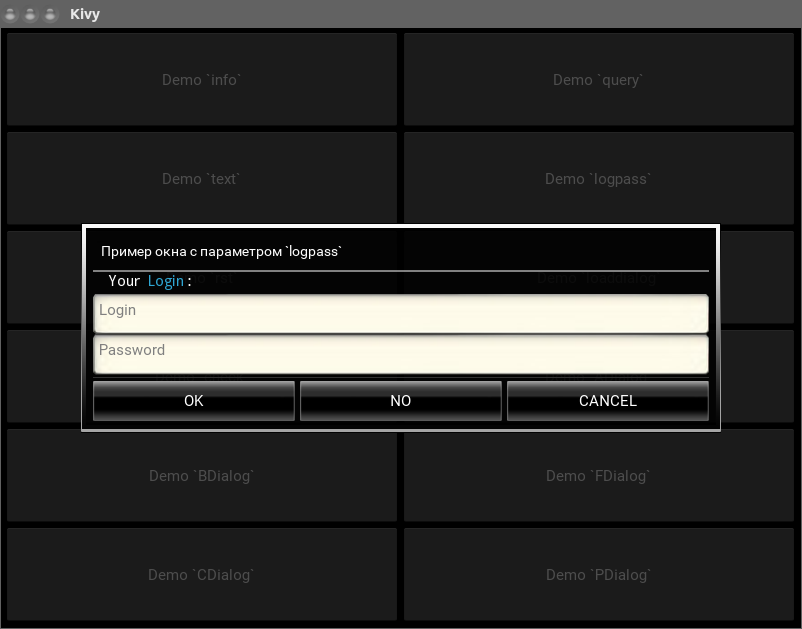 Kivy
Demo `info`
Demo `query`
Demo `text`
Demo `logpass`
Пример окна с параметром `logpass`
Your Login:
Login
Password
OK
NO
CANCEL
Demo `BDialog`
Demo `FDialog`
Demo `CDialog`
Demo `PDialog`